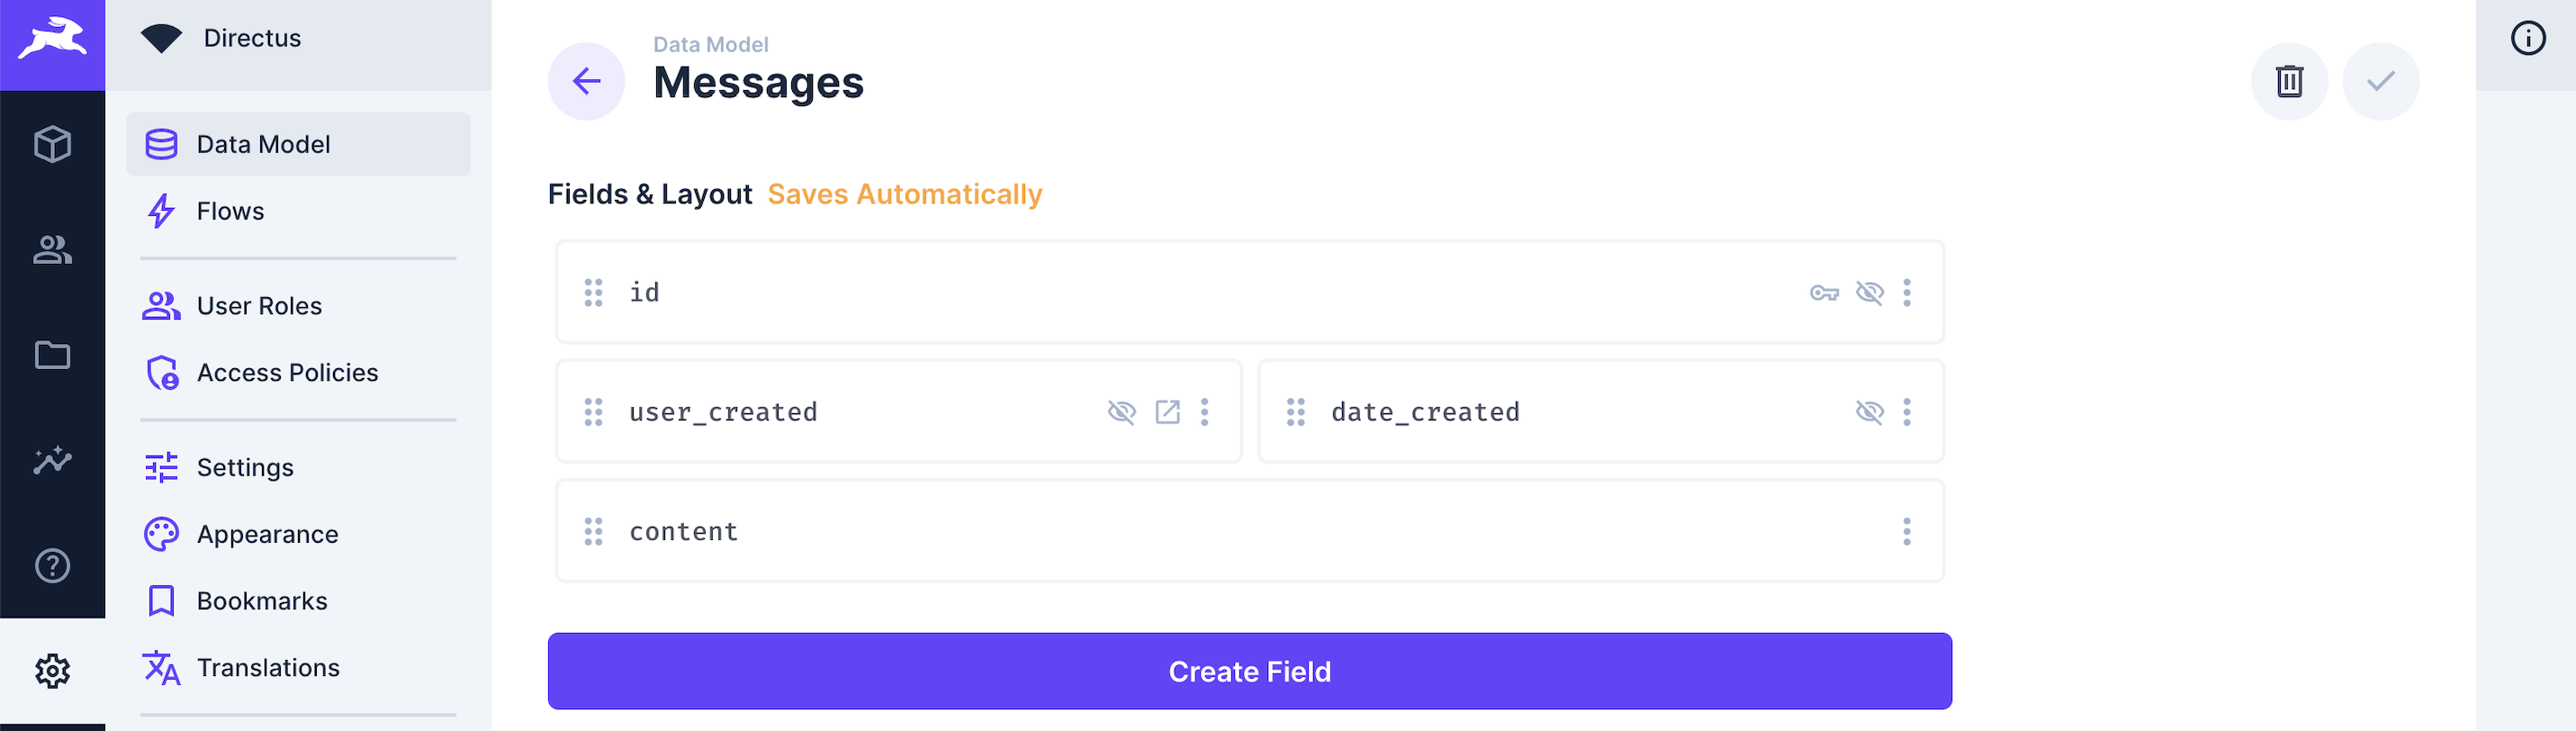 Directus
Data Model
Flows
User Roles
Access Policies
Settings
Appearance
Bookmarks
Translations
Data Model
Messages
Fields & Layout Saves Automatically
id
user_created
date_created
content
Create Field